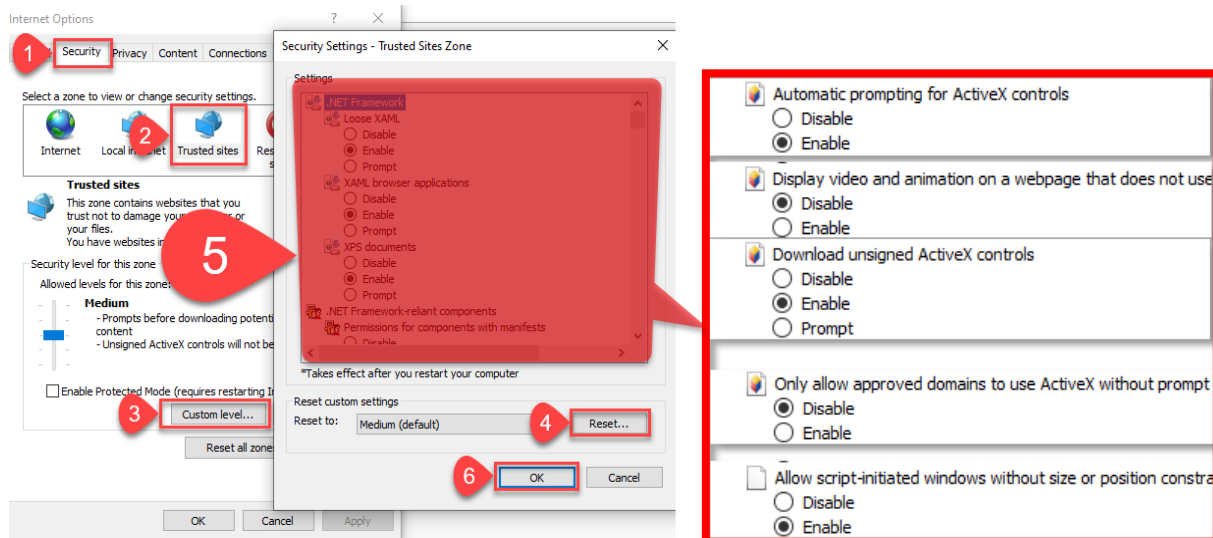 Internet Options
?
1
Security
Privacy
Content
Connections
Select a zone to view or change security settings.
2
Internet
Trusted sites
Trusted sites
This zone contains websites that you
trust not to damage your or
your files.
You have websites in
Security level for this zone
Allowed levels for this zone:
Medium
- Prompts before downloading potenti
content
- Unsigned ActiveX controls will not be
Enable Protected Mode (requires restarting In
3
Custom level...
Reset all zone
OK
Cancel
Apply
Security Settings - Trusted Sites Zone
Settings
5
.NET Framework
Loose XAML
Disable
Enable
Prompt
XAML browser applications
Disable
Enable
Prompt
XPS documents
Disable
Enable
Prompt
.NET Framework-reliant components
Permissions for components with manifests
Disable
*Takes effect after you restart your computer
Reset custom settings
Reset to:
Medium (default)
4
Reset...
6
OK
Cancel
Automatic prompting for ActiveX controls
Disable
Enable
Display video and animation on a webpage that does not use
Disable
Enable
Download unsigned ActiveX controls
Disable
Enable
Prompt
Only allow approved domains to use ActiveX without prompt
Disable
Enable
Allow script-initiated windows without size or position constra
Disable
Enable